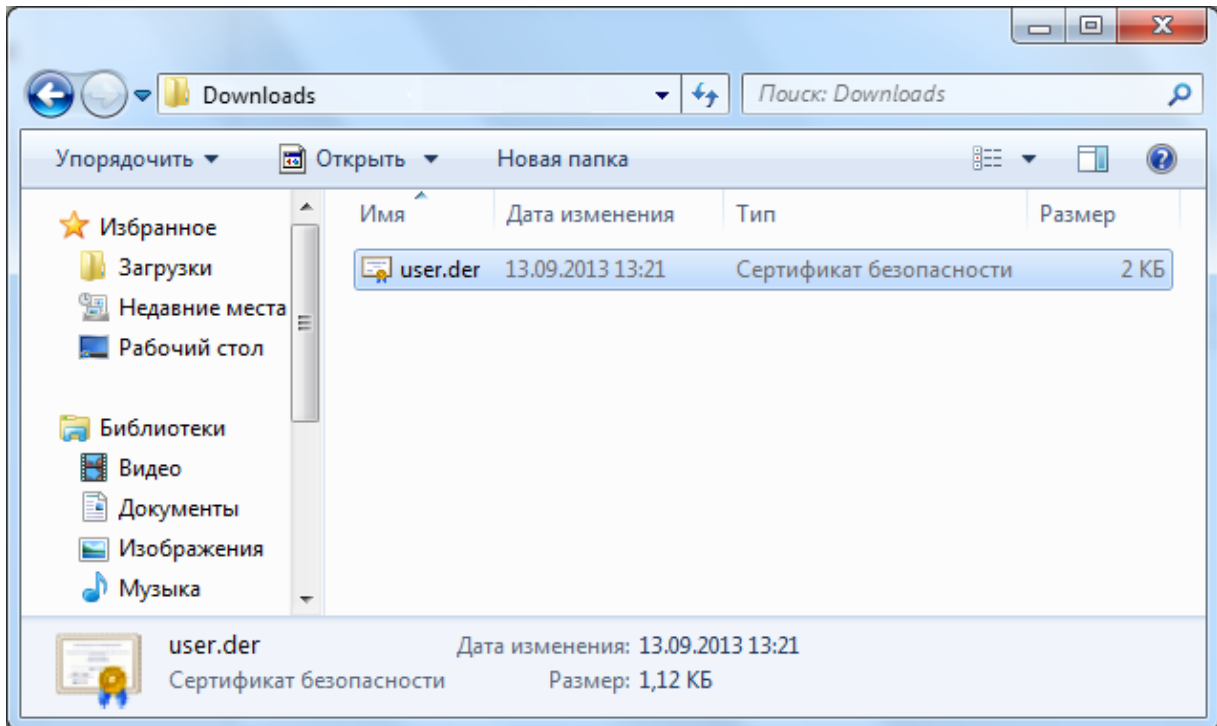 Downloads
Поиск: Downloads
Упорядочить Открыть Новая папка
Имя Дата изменения Тип Размер
user.der 13.09.2013 13:21 Сертификат безопасности 2 КБ
Избранное
Загрузки
Недавние места
Рабочий стол
Библиотеки
Видео
Документы
Изображения
Музыка
user.der Дата изменения: 13.09.2013 13:21
Сертификат безопасности Размер: 1,12 КБ